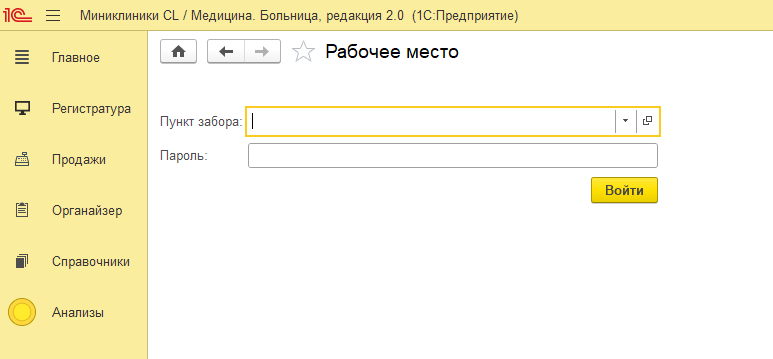 1С Миниклиники CL / Медицина. Больница, редакция 2.0 (1С:Предприятие)
Главное
Регистратура
Продажи
Органайзер
Справочники
Анализы
Рабочее место
Пункт забора:
Пароль:
Войти